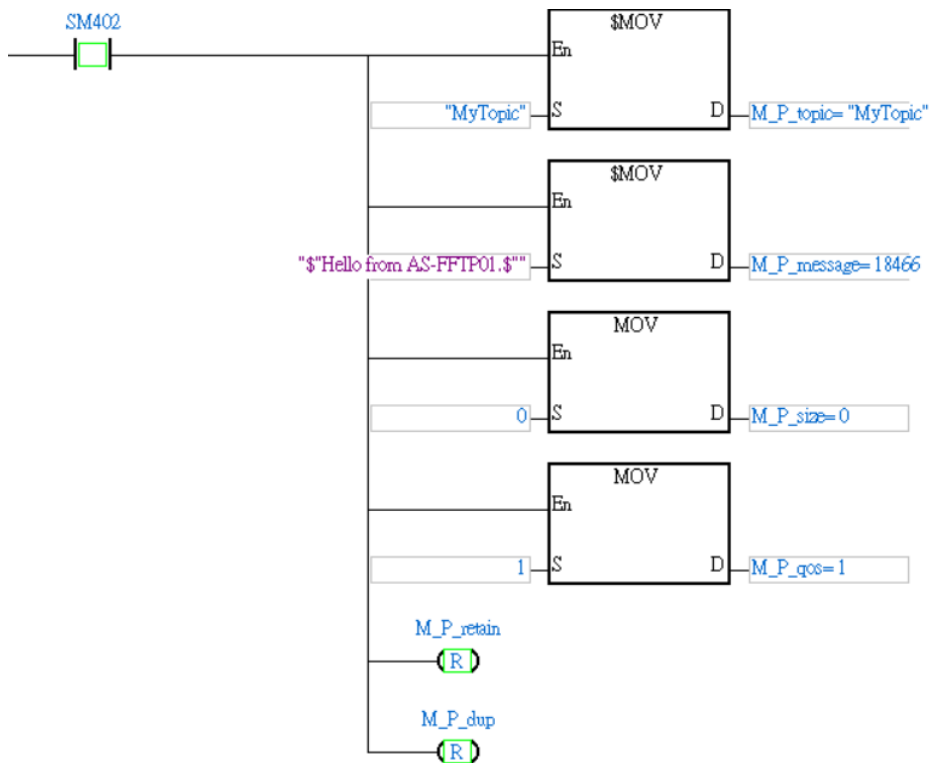 SM402
$MOV
En
"MyTopic" S D M_P_topic= "MyTopic"
$MOV
En
"$"Hello from AS-FFTP01.$"" S D M_P_message= 18466
MOV
En
0 S D M_P_size= 0
MOV
En
1 S D M_P_qos= 1
M_P_retain
R
M_P_dup
R